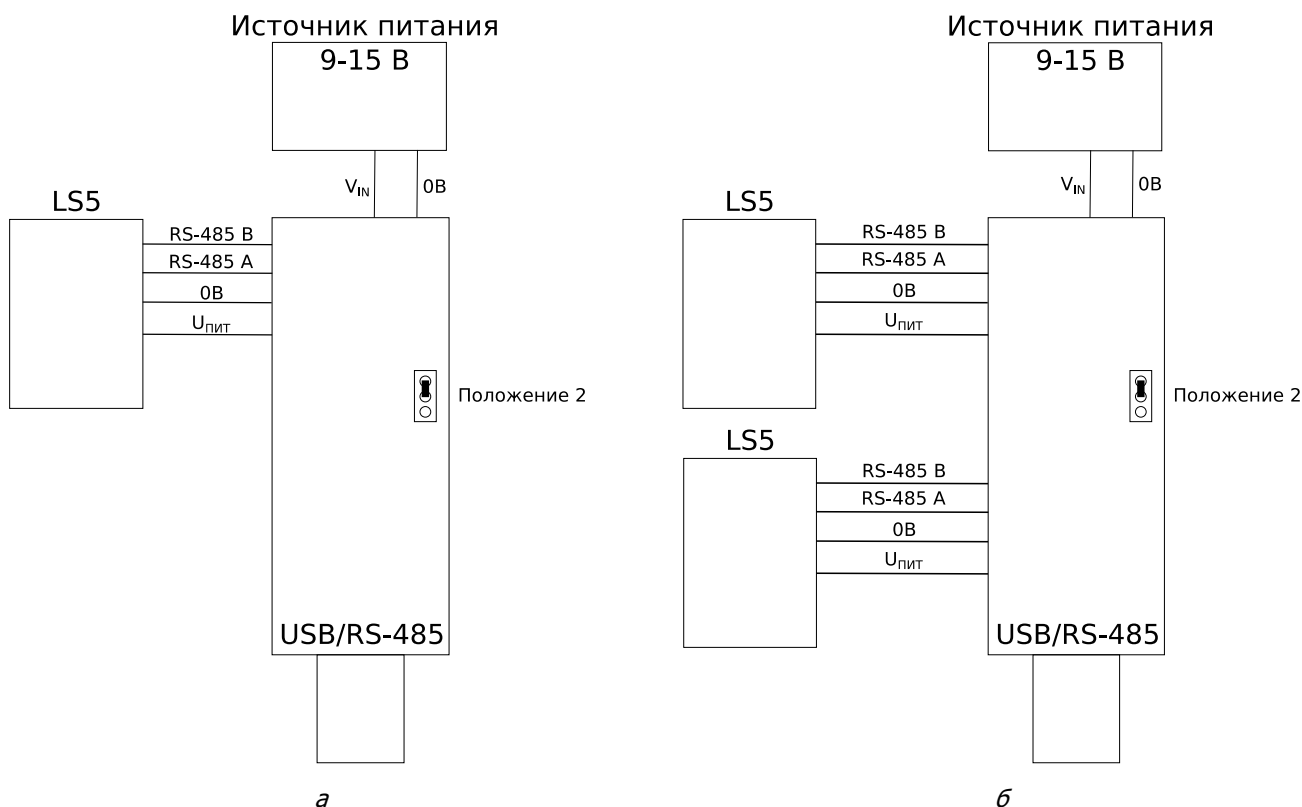 Источник питания
9-15 В
V_IN
0В
LS5
RS-485 B
RS-485 A
0В
U_ПИТ
Положение 2
USB/RS-485
а
Источник питания
9-15 В
V_IN
0В
LS5
RS-485 B
RS-485 A
0В
U_ПИТ
Положение 2
LS5
RS-485 B
RS-485 A
0В
U_ПИТ
USB/RS-485
б